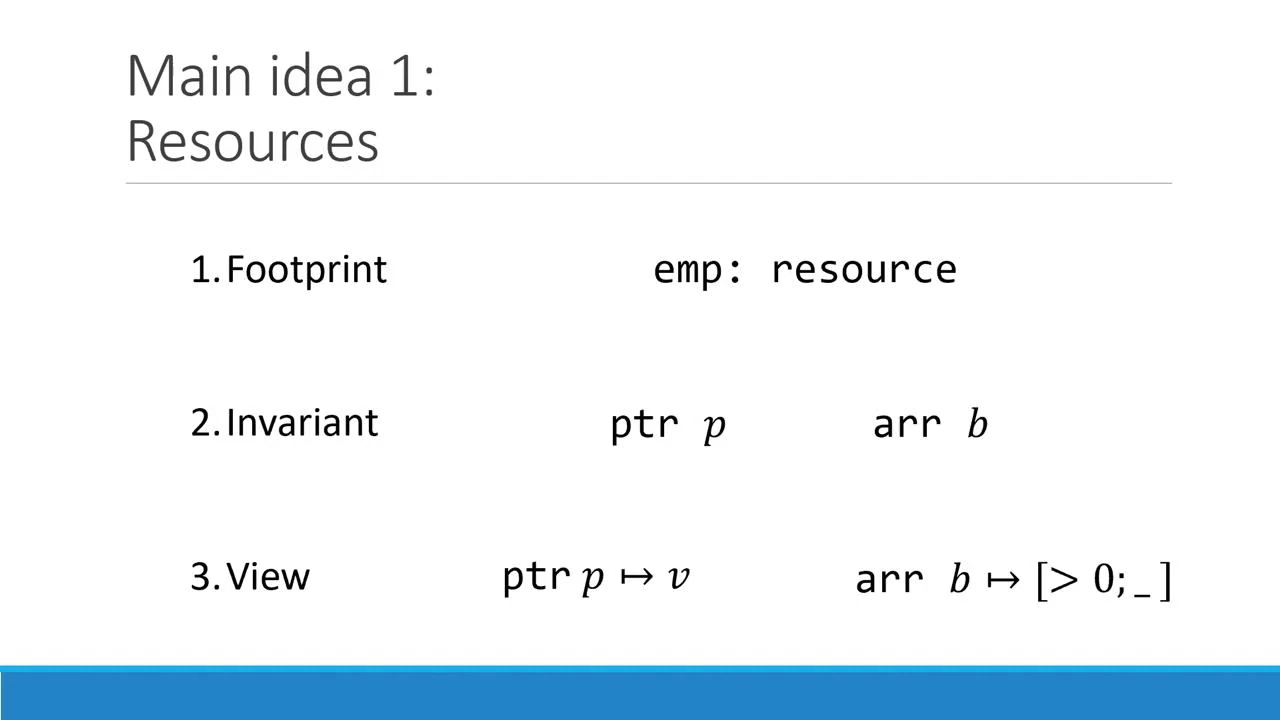 Main idea 1:
Resources
1. Footprint emp: resource
2. Invariant ptr p arr b
3. View ptr p ↦ v arr b ↦ [> 0; _ ]